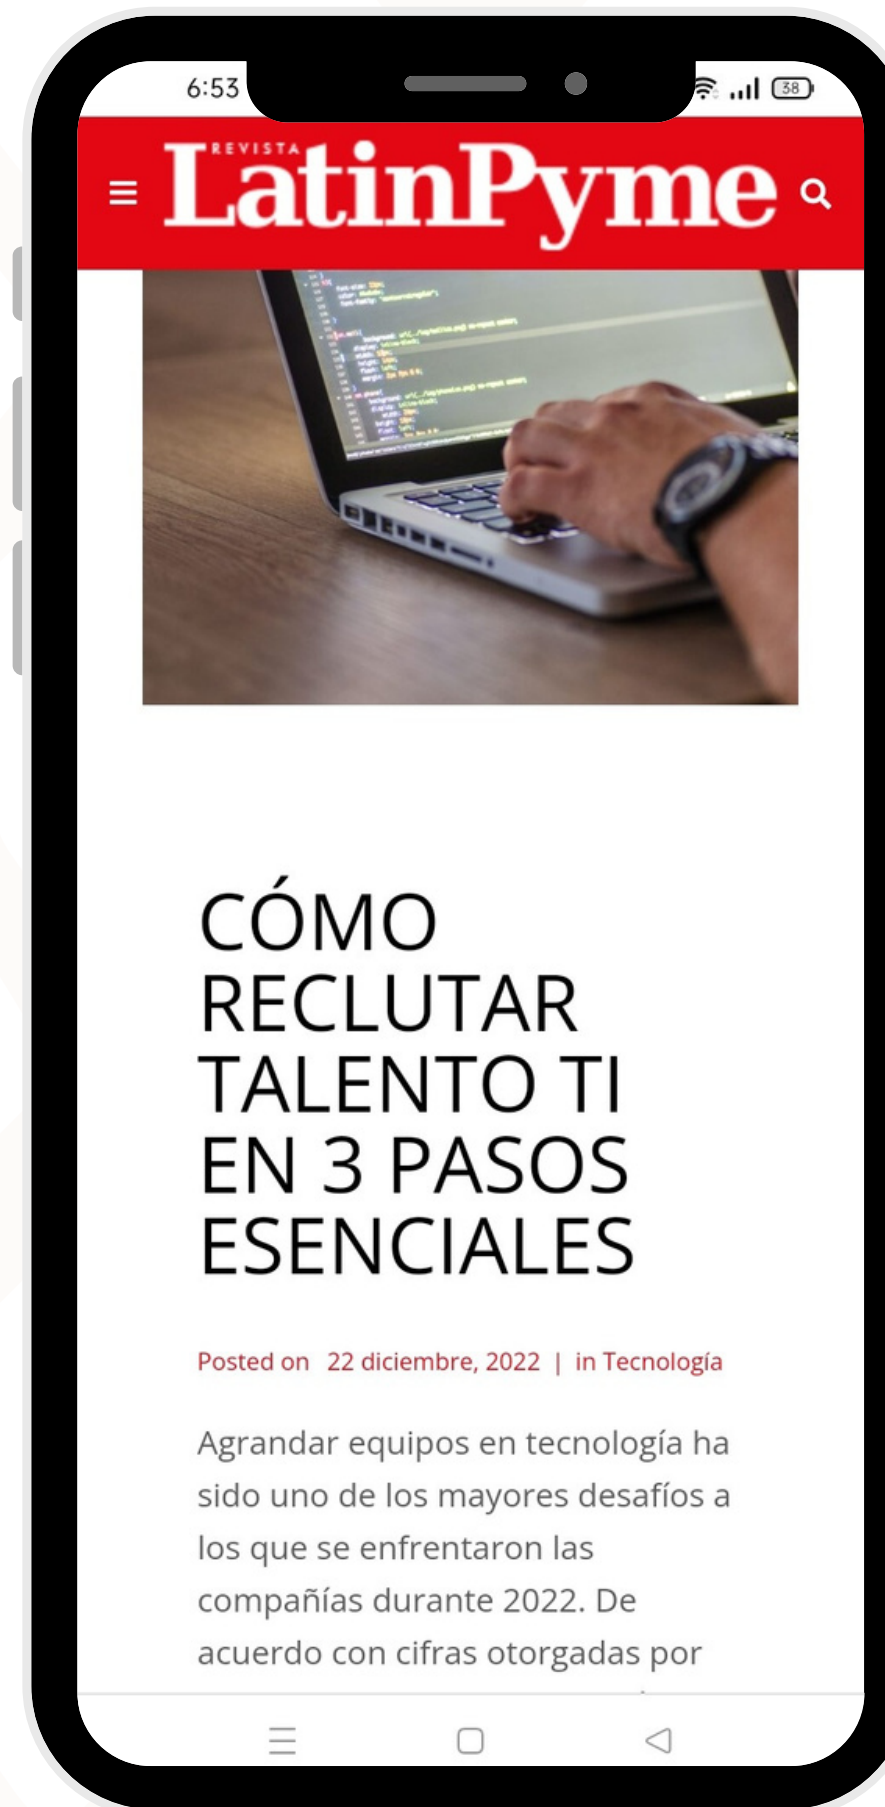 6:53
38
REVISTA
LatinPyme
CÓMO
RECLUTAR
TALENTO TI
EN 3 PASOS
ESENCIALES
Posted on 22 diciembre, 2022 | in Tecnología
Agrandar equipos en tecnología ha
sido uno de los mayores desafíos a
los que se enfrentaron las
compañías durante 2022. De
acuerdo con cifras otorgadas por